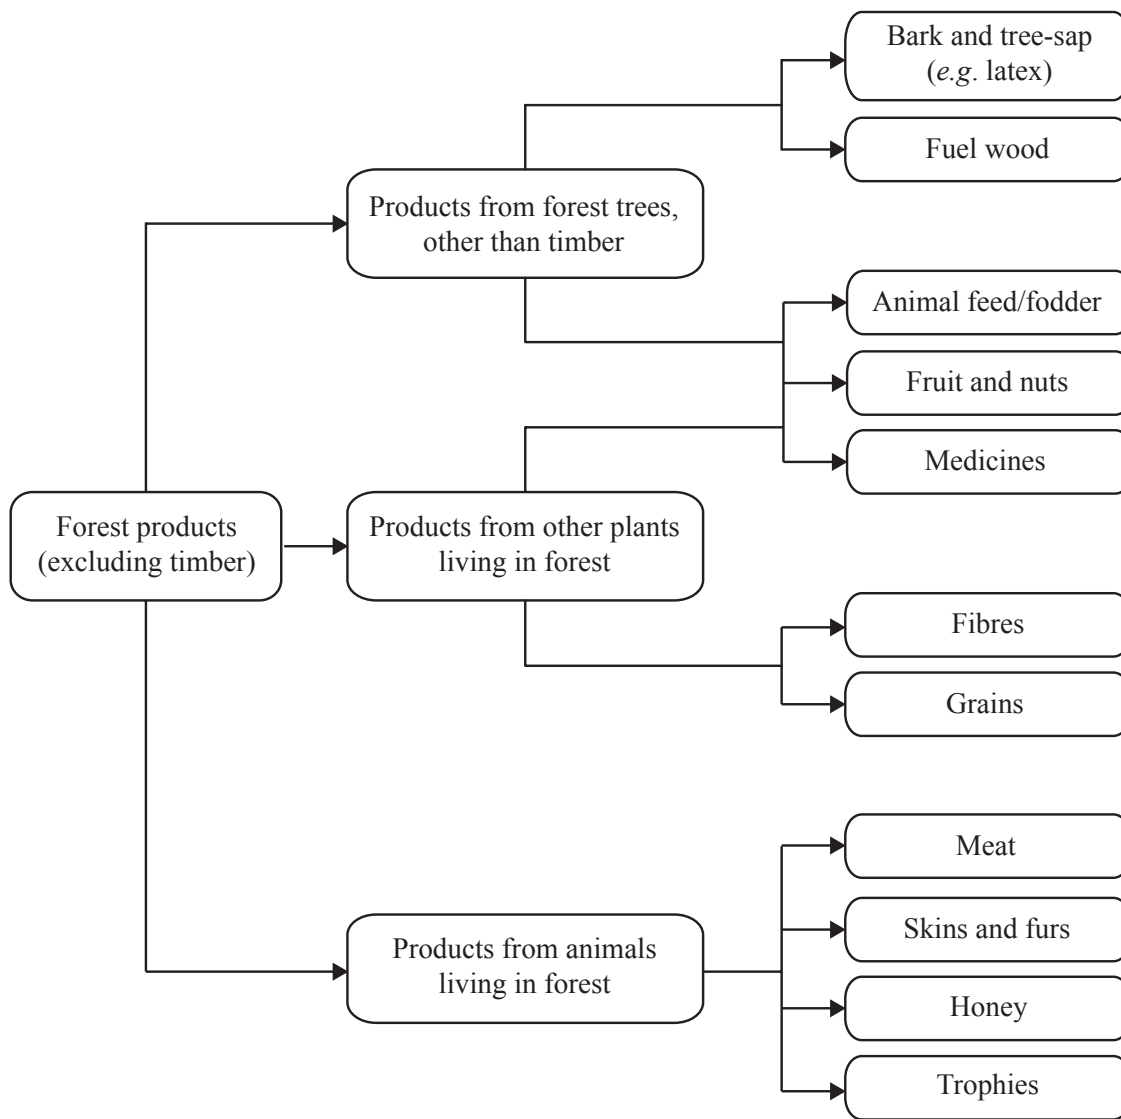 Bark and tree-sap
(e.g. latex)
Fuel wood
Products from forest trees,
other than timber
Animal feed/fodder
Fruit and nuts
Medicines
Forest products
(excluding timber)
Products from other plants
living in forest
Fibres
Grains
Meat
Products from animals
living in forest
Skins and furs
Honey
Trophies